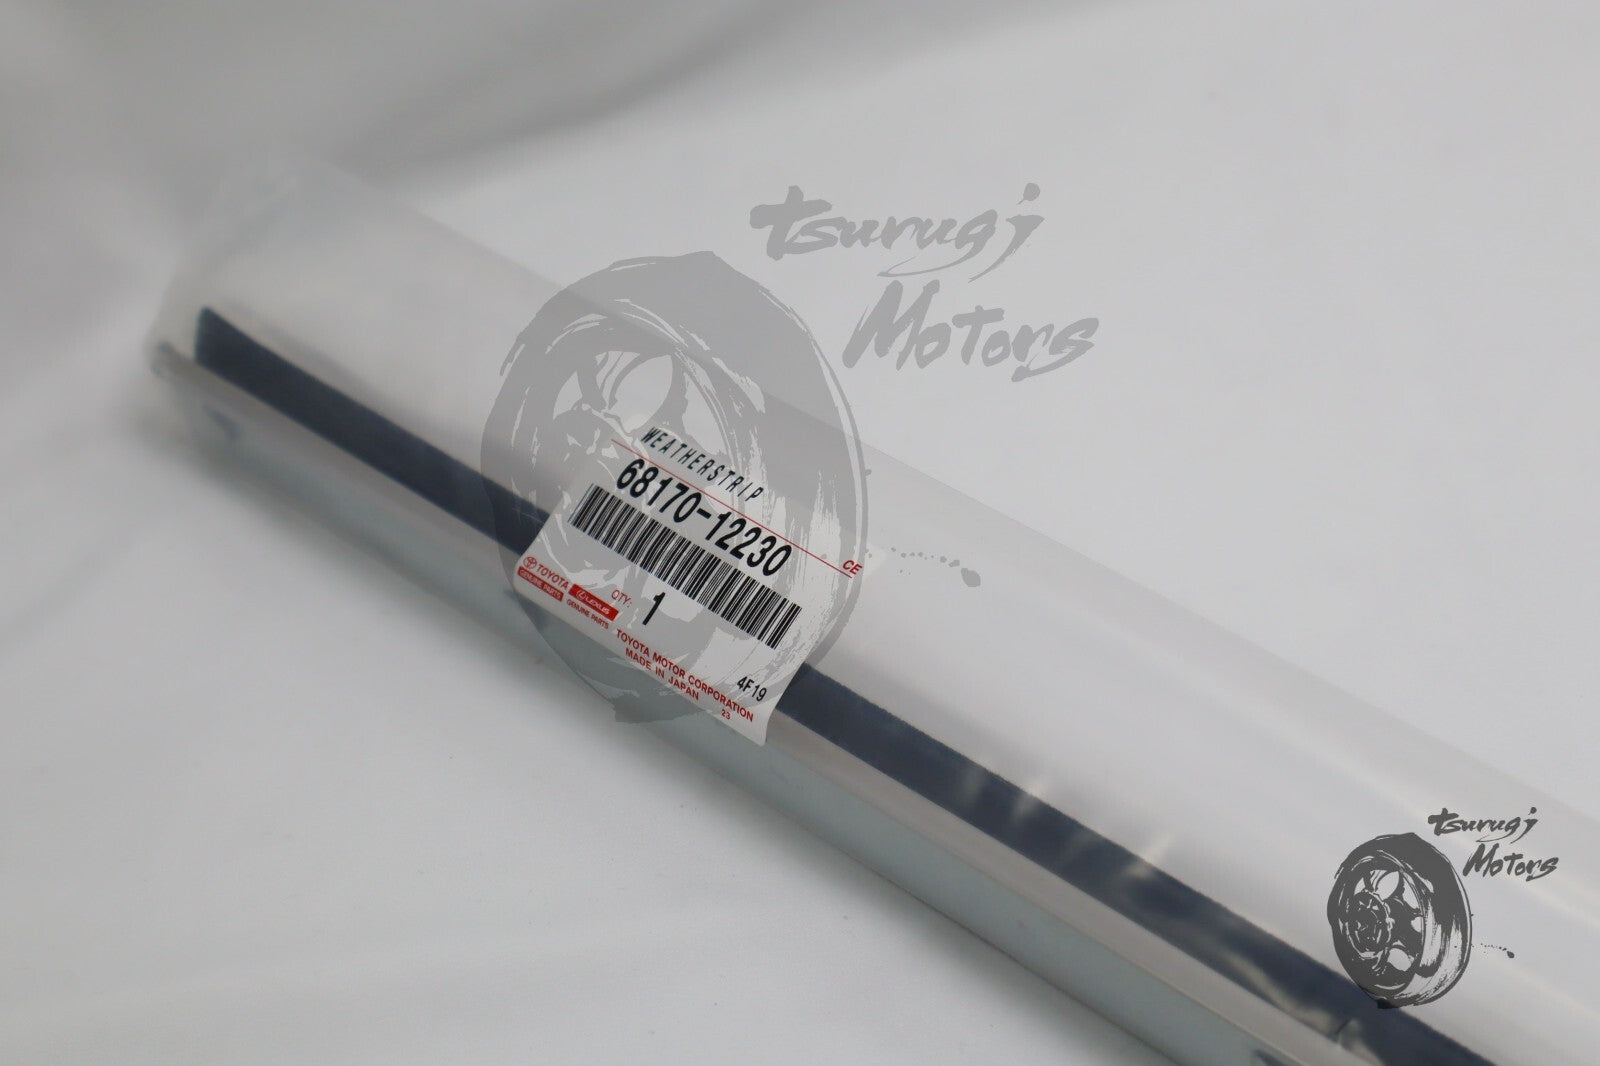 tsurugi
Motors
WEATHERSTRIP
68170-12230
CE
TOYOTA
GENUINE PARTS
LEXUS
GENUINE PARTS
QTY:
1
TOYOTA MOTOR CORPORATION
MADE IN JAPAN
23
4F19
tsurugi
Motors